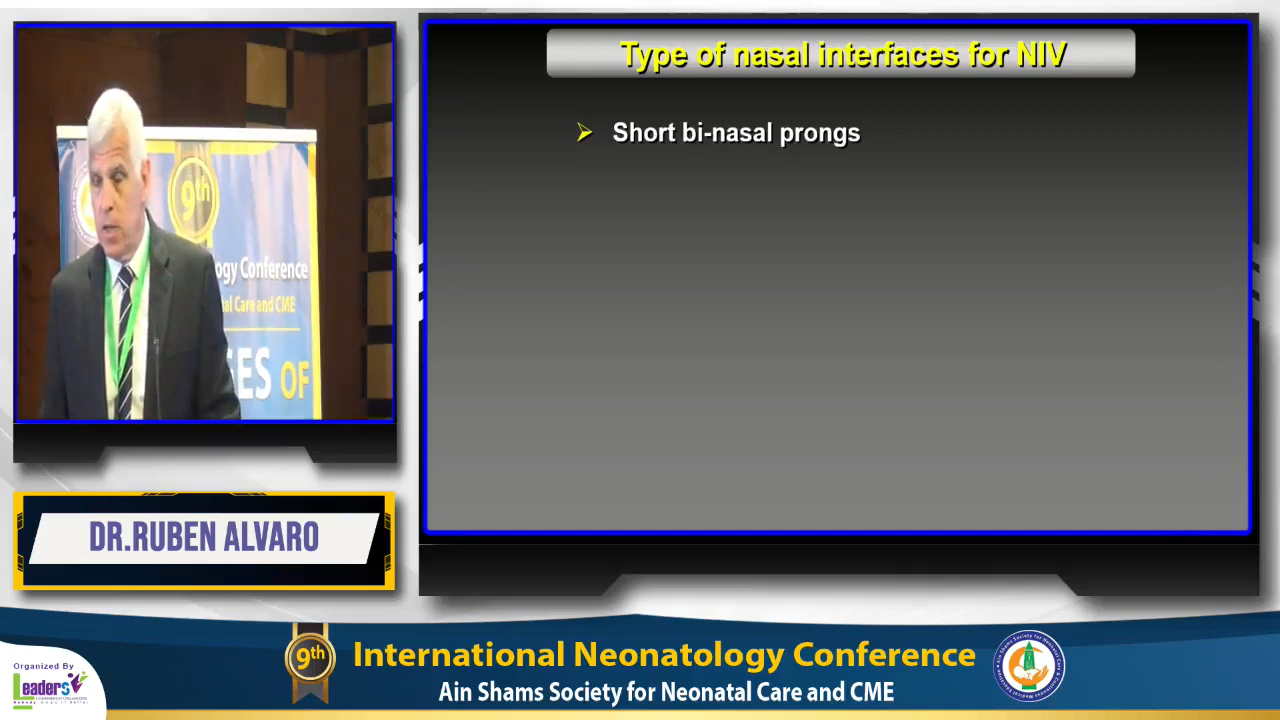 Type of nasal interfaces for NIV
➢ Short bi-nasal prongs
9th
ogy Conference
al Care and CME
SES OF
DR.RUBEN ALVARO
Organized By
Leaders
9th
International Neonatology Conference
Ain Shams Society for Neonatal Care and CME